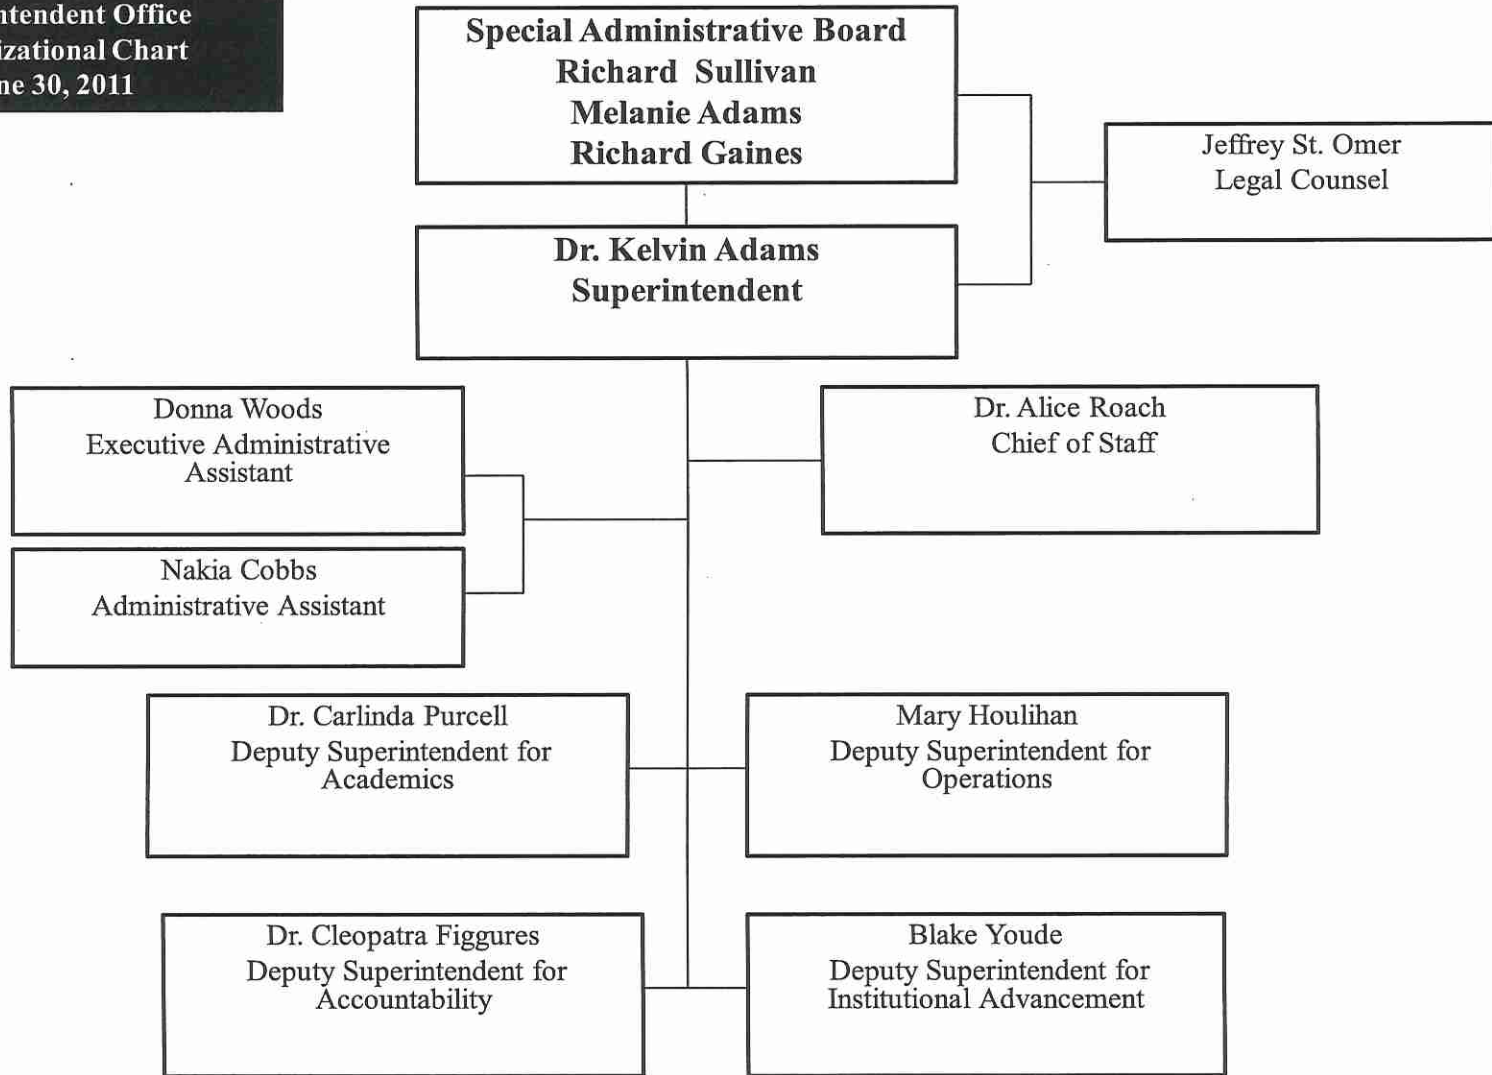 ntendent Office
izational Chart
ne 30, 2011
Special Administrative Board
Richard Sullivan
Melanie Adams
Richard Gaines
Jeffrey St. Omer
Legal Counsel
Dr. Kelvin Adams
Superintendent
Donna Woods
Executive Administrative
Assistant
Dr. Alice Roach
Chief of Staff
Nakia Cobbs
Administrative Assistant
Dr. Carlinda Purcell
Deputy Superintendent for
Academics
Mary Houlihan
Deputy Superintendent for
Operations
Dr. Cleopatra Figgures
Deputy Superintendent for
Accountability
Blake Youde
Deputy Superintendent for
Institutional Advancement